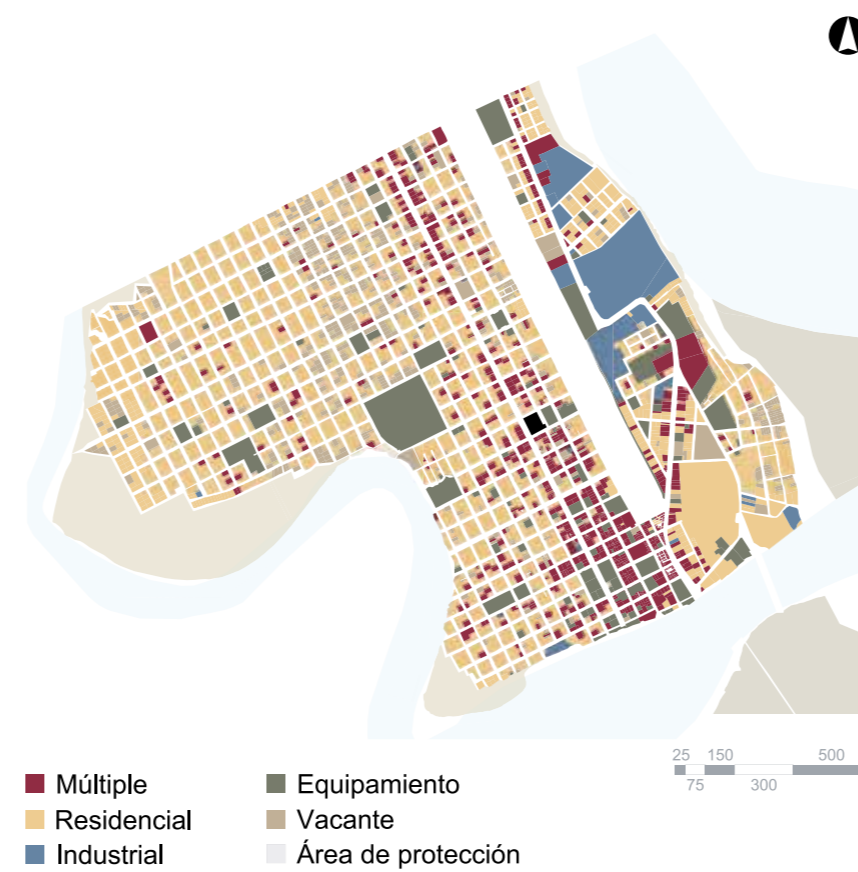 25 150 500
75 300
Múltiple
Residencial
Industrial
Equipamiento
Vacante
Área de protección